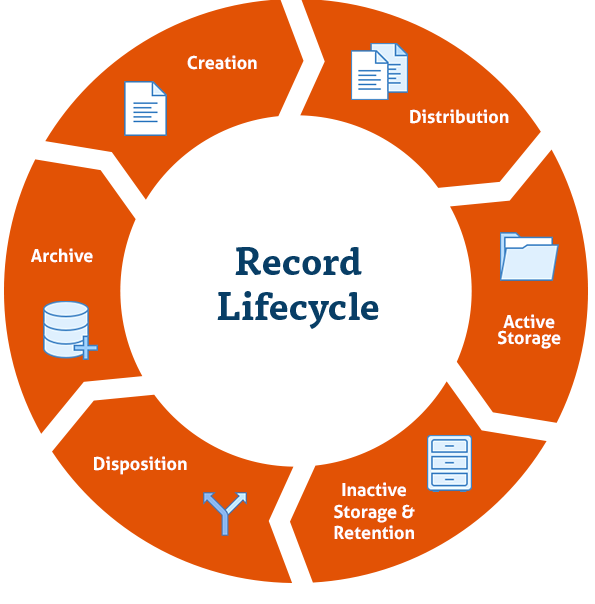 Record
Lifecycle
Creation
Distribution
Active
Storage
Inactive
Storage &
Retention
Disposition
Archive